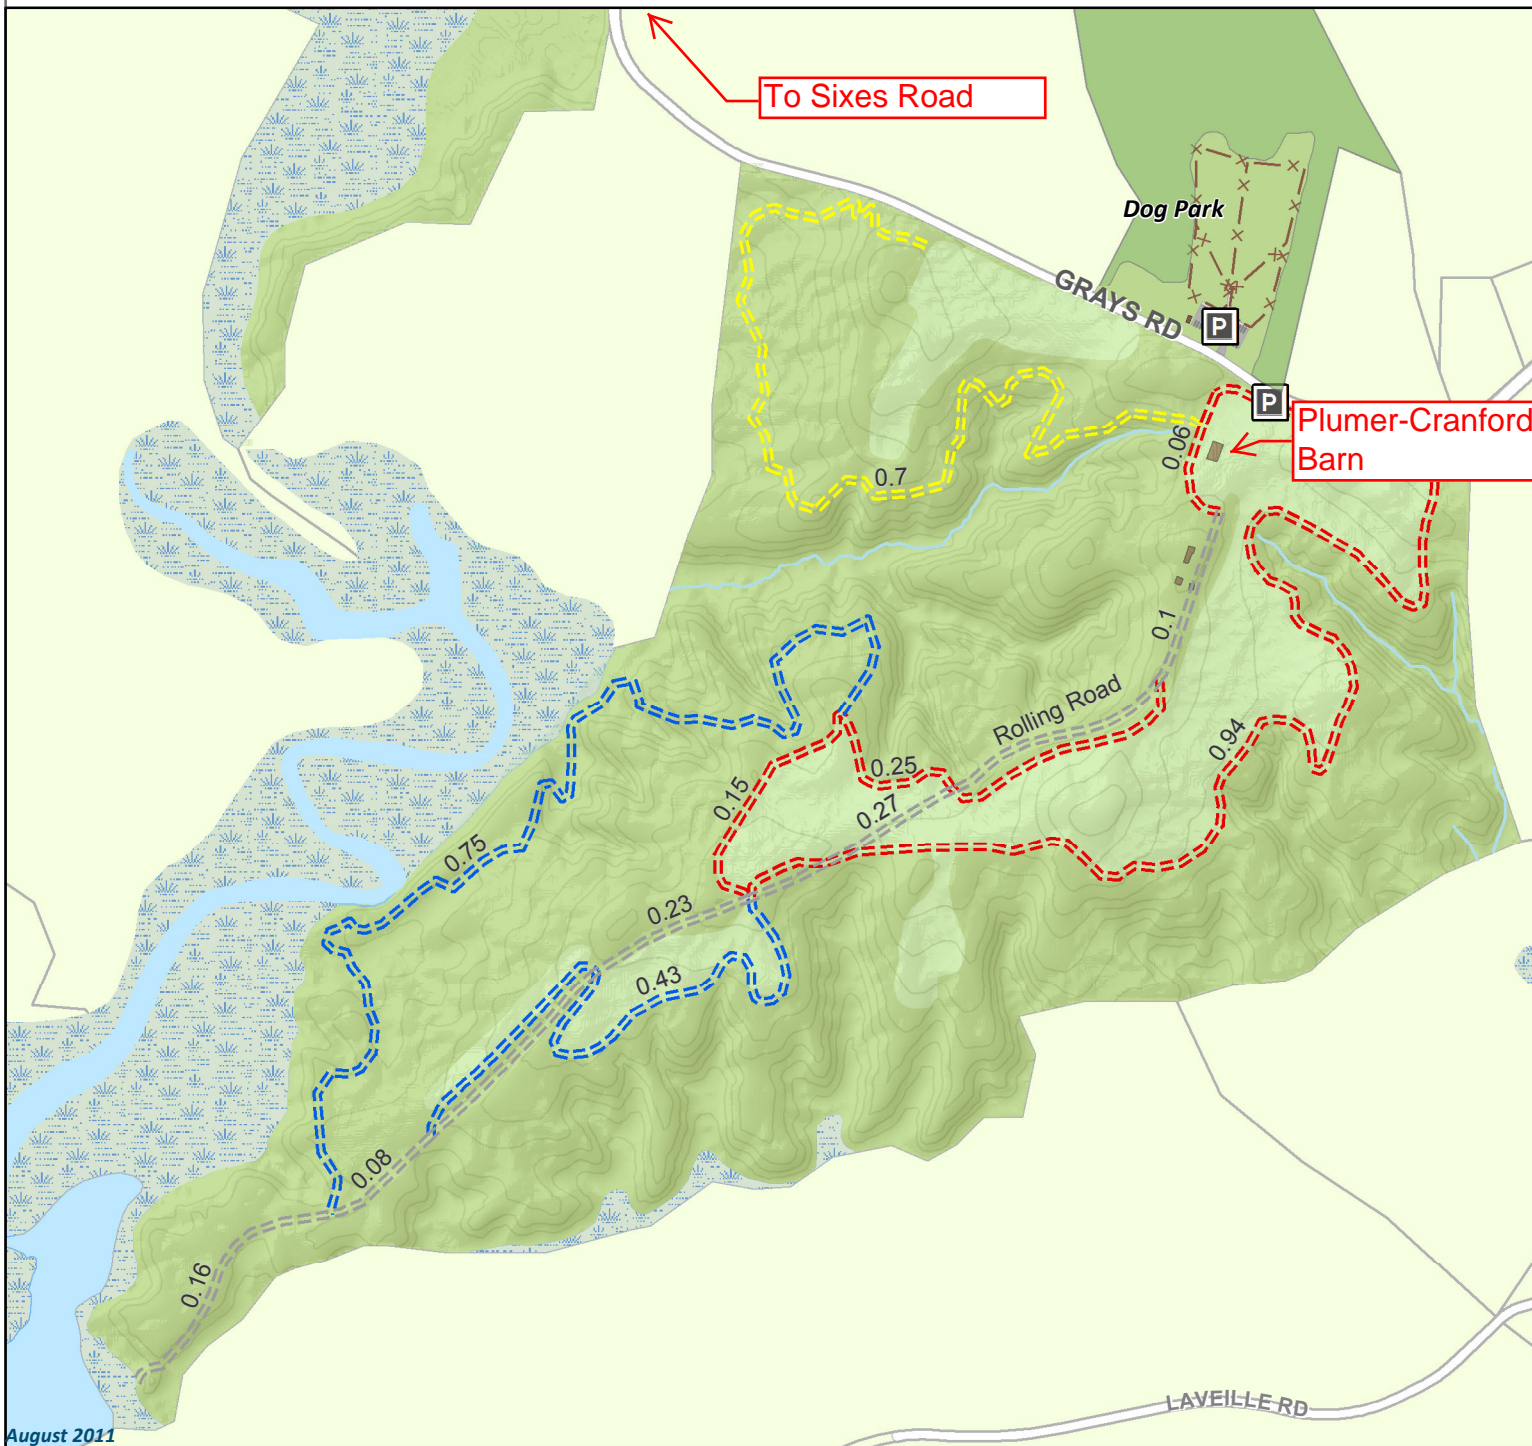 To Sixes Road
Dog Park
GRAYS RD
P
P
Plumer-Cranford
Barn
0.06
0.7
0.1
Rolling Road
0.94
0.25
0.15
0.27
0.75
0.23
0.43
0.08
0.16
LAVEILLE RD
August 2011